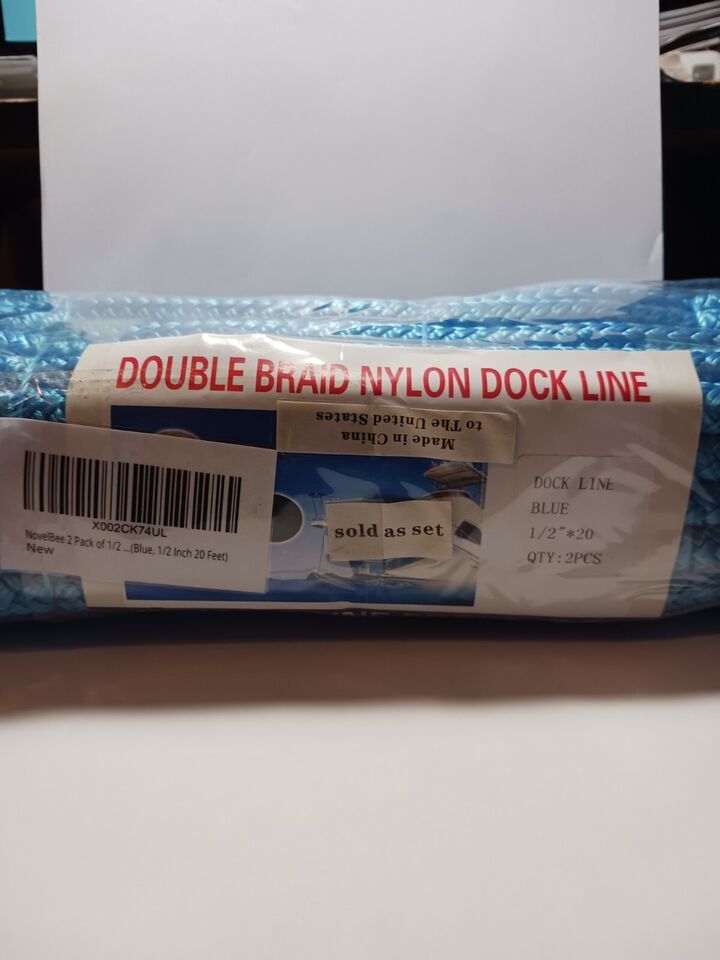 DOUBLE BRAID NYLON DOCK LINE
Made in China
to The United States
sold as set
DOCK LINE
BLUE
1/2"*20
QTY:2PCS
X002CK74UL
NovelBee 2 Pack of 1/2 ...(Blue, 1/2 Inch 20 Feet)
New